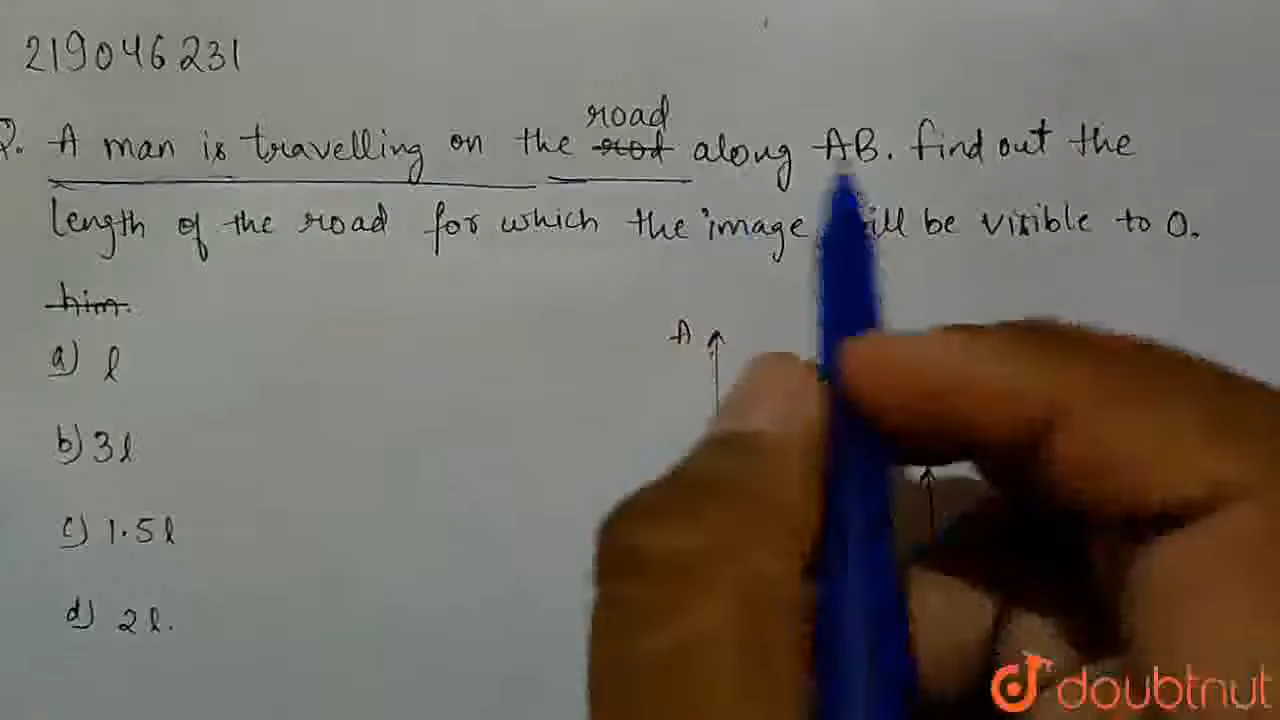 219046231
road
Q. A man is travelling on the rod along AB. find out the
length of the road for which the image will be visible to O.
him.
a) l
A
b) 3l
c) 1.5l
d) 2l.
doubtnut